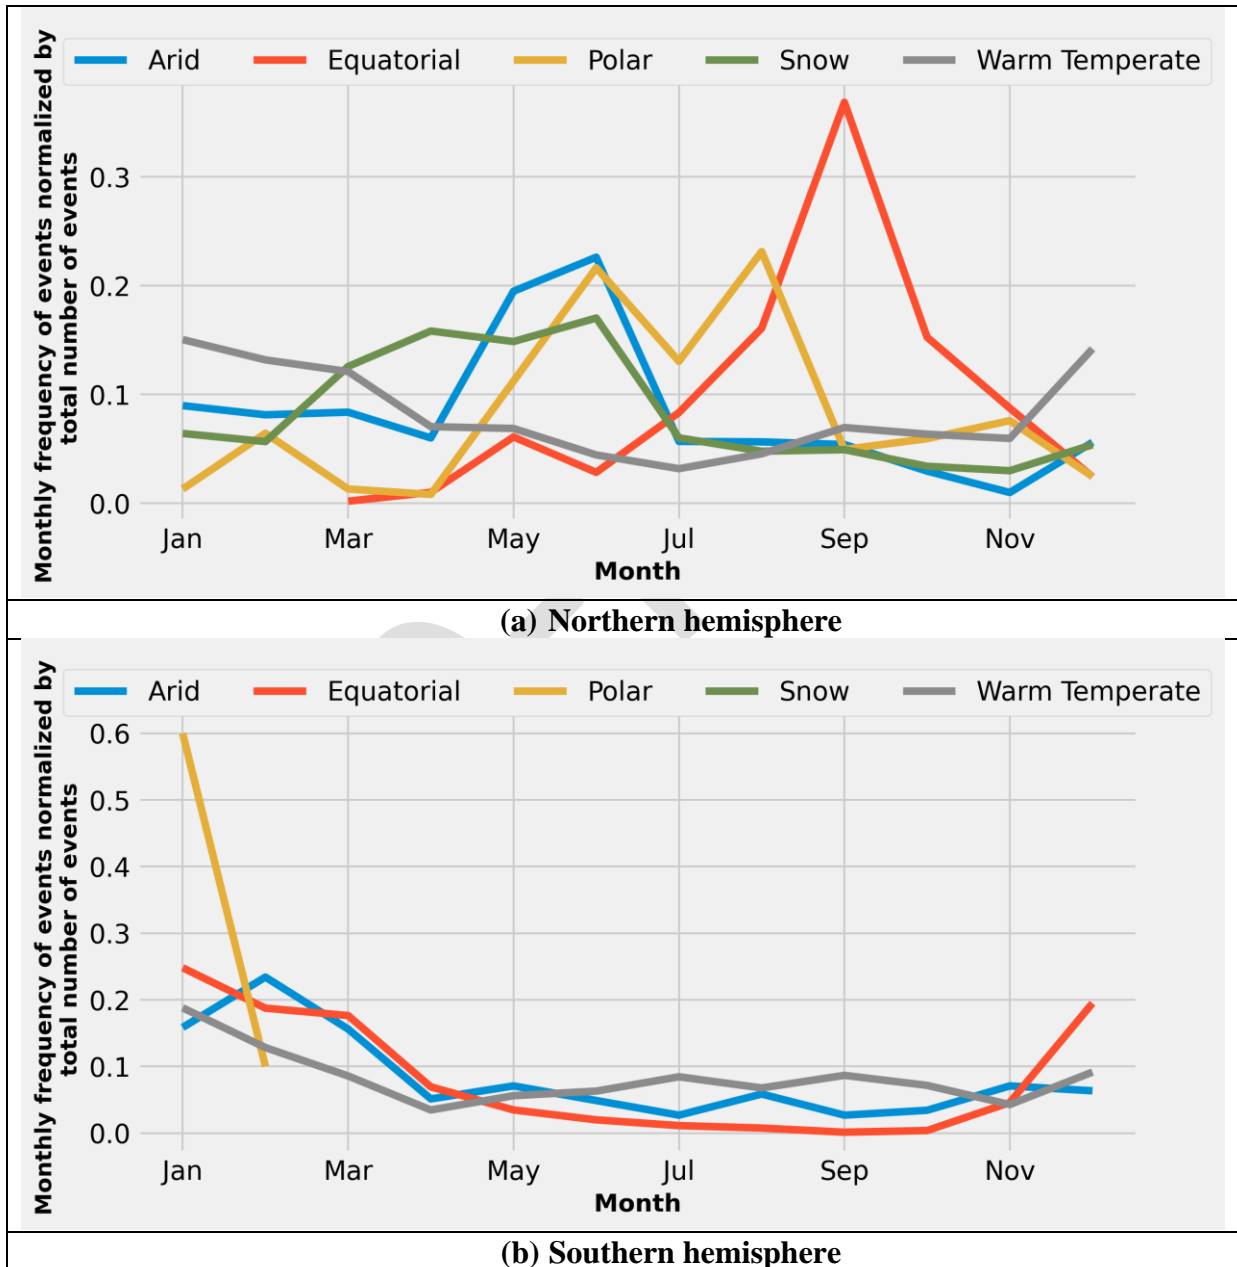 Monthly frequency of events normalized by
total number of events
Arid Equatorial Polar Snow Warm Temperate
0.3
0.2
0.1
0.0
Jan Mar May Jul Sep Nov
Month
(a) Northern hemisphere
Monthly frequency of events normalized by
total number of events
Arid Equatorial Polar Snow Warm Temperate
0.6
0.5
0.4
0.3
0.2
0.1
0.0
Jan Mar May Jul Sep Nov
Month
(b) Southern hemisphere